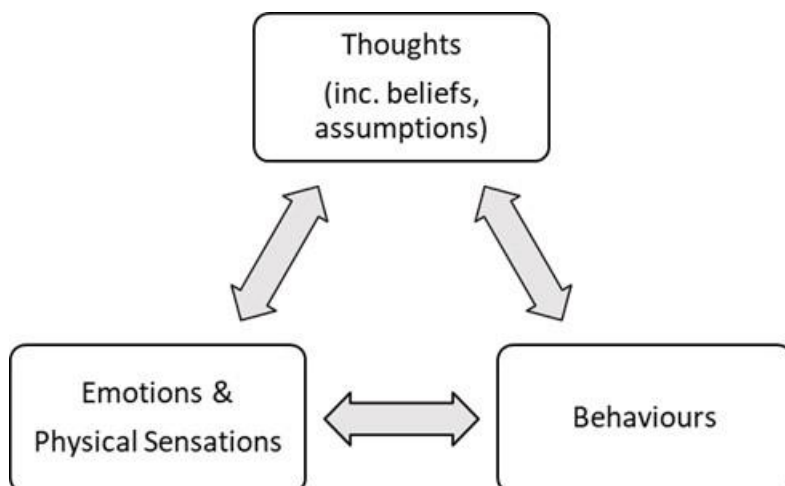 Thoughts
(inc. beliefs,
assumptions)
Emotions &
Physical Sensations
Behaviours